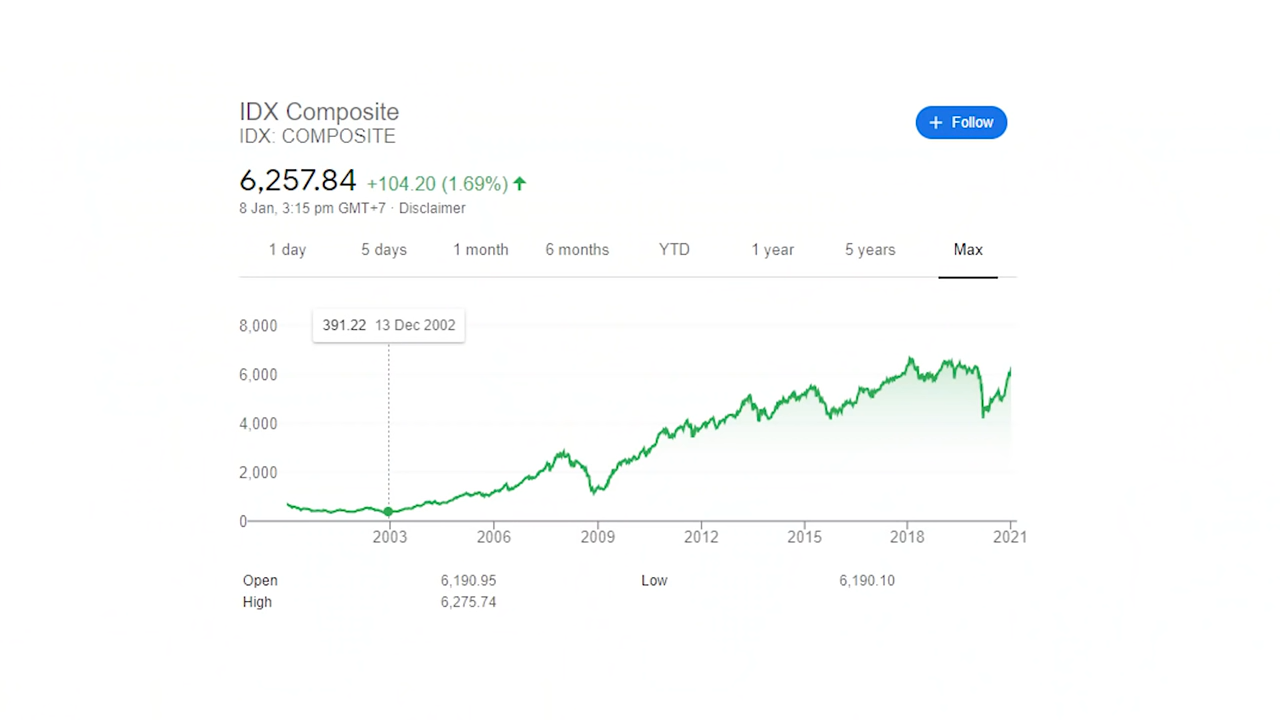 IDX Composite
IDX: COMPOSITE
+ Follow
6,257.84 +104.20 (1.69%) ↑
8 Jan, 3:15 pm GMT+7 · Disclaimer
1 day 5 days 1 month 6 months YTD 1 year 5 years Max
391.22 13 Dec 2002
8,000
6,000
4,000
2,000
0
2003 2006 2009 2012 2015 2018 2021
Open 6,190.95 Low 6,190.10
High 6,275.74